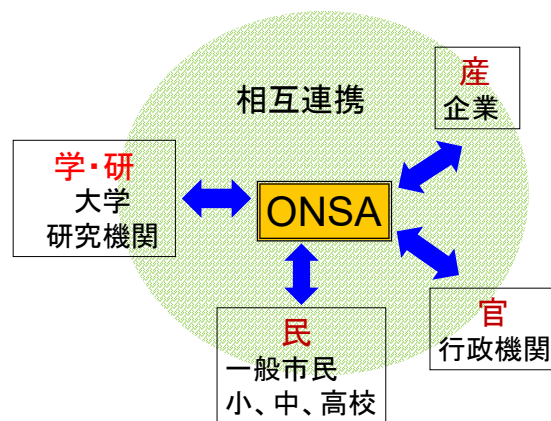 相互連携
産
企業
学・研
大学
研究機関
ONSA
官
行政機関
民
一般市民
小、中、高校